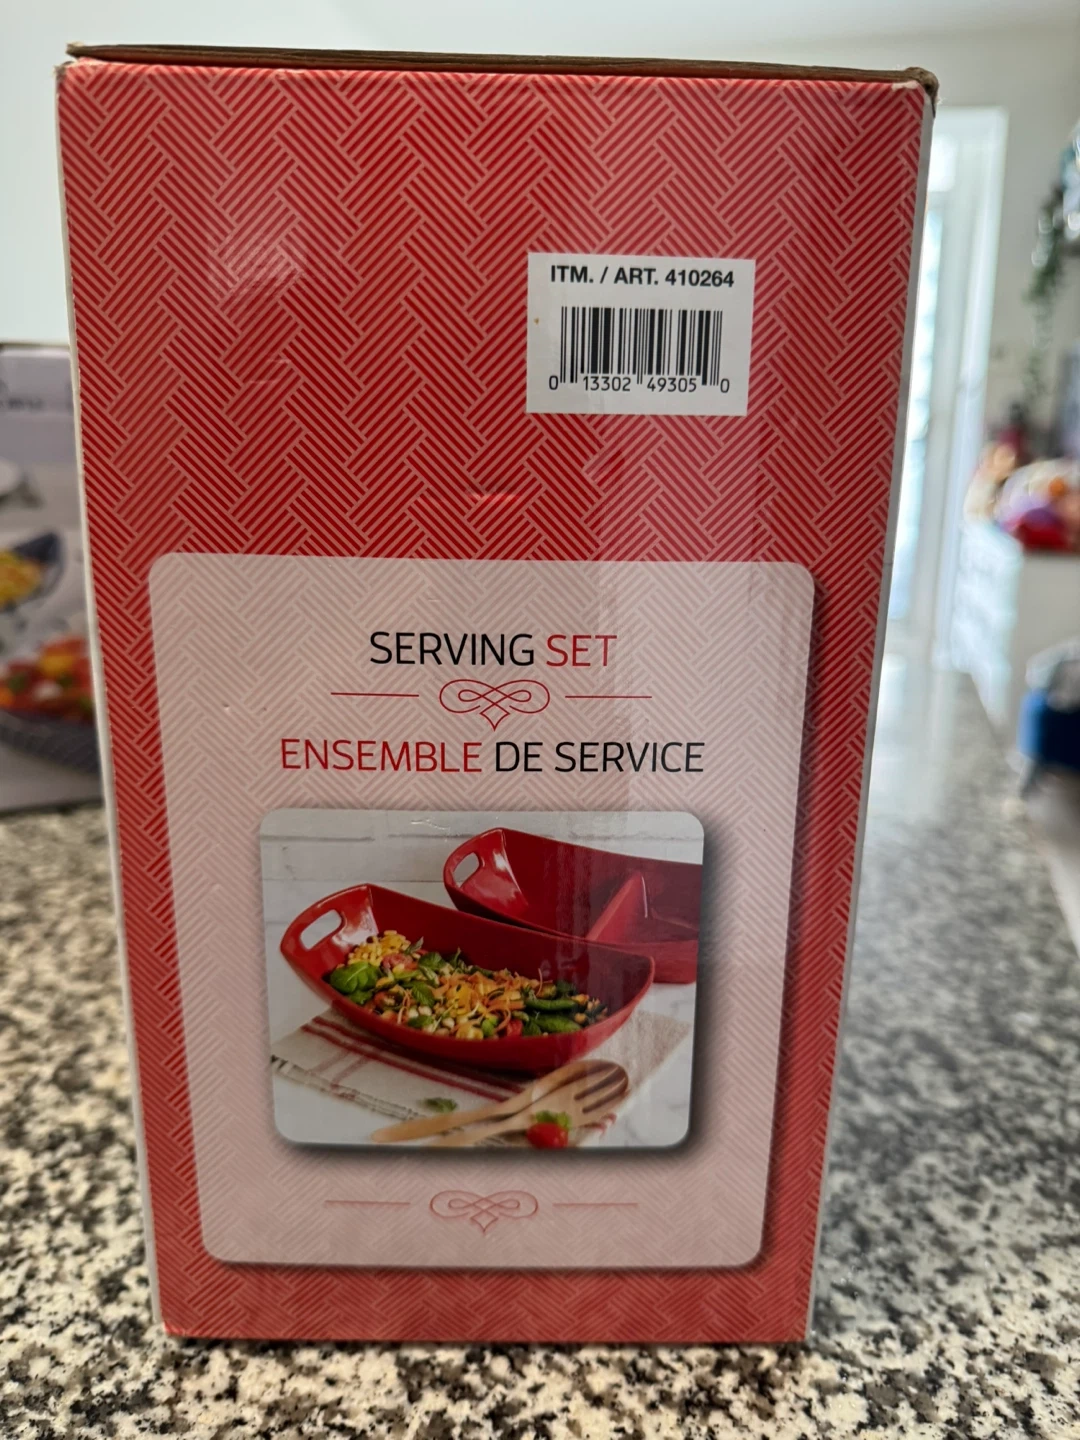 ITM. / ART. 410264
0 13302 49305 0
SERVING SET
ENSEMBLE DE SERVICE